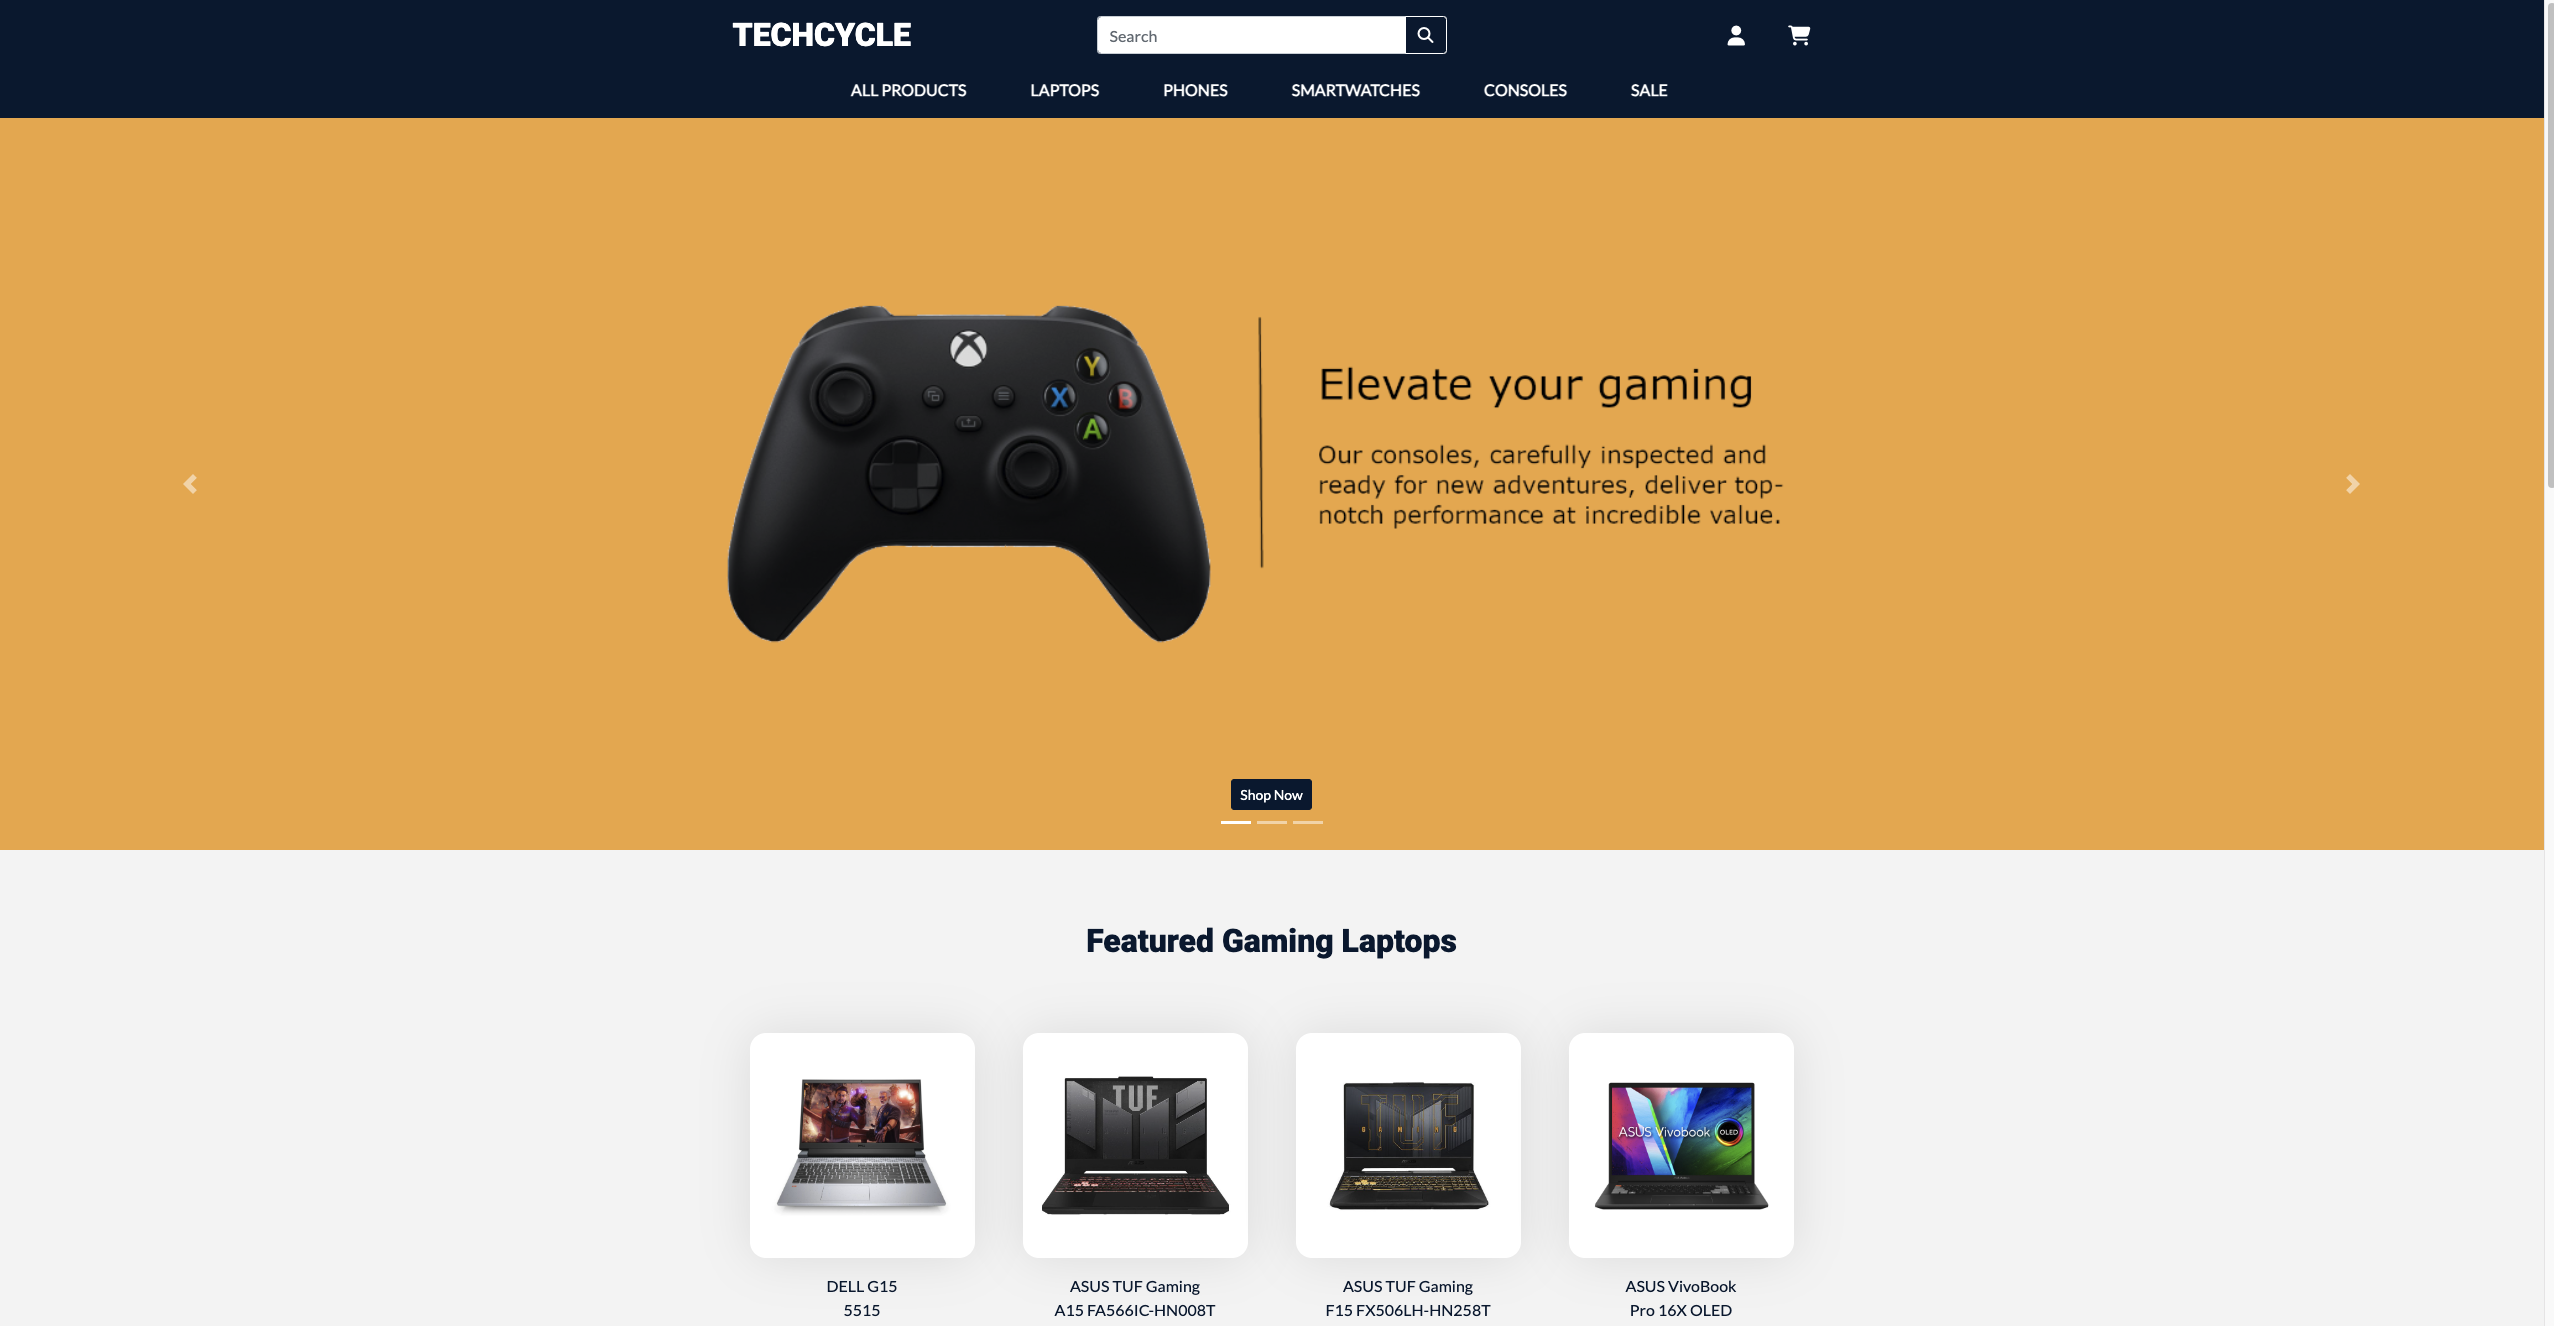 TECHCYCLE
Search
ALL PRODUCTS
LAPTOPS
PHONES
SMARTWATCHES
CONSOLES
SALE
Y
X
B
A
Elevate your gaming
Our consoles, carefully inspected and
ready for new adventures, deliver top-
notch performance at incredible value.
Shop Now
Featured Gaming Laptops
TUF
TUF
GAMING
ASUS Vivobook
OLED
DELL G15
5515
ASUS TUF Gaming
A15 FA566IC-HN008T
ASUS TUF Gaming
F15 FX506LH-HN258T
ASUS VivoBook
Pro 16X OLED